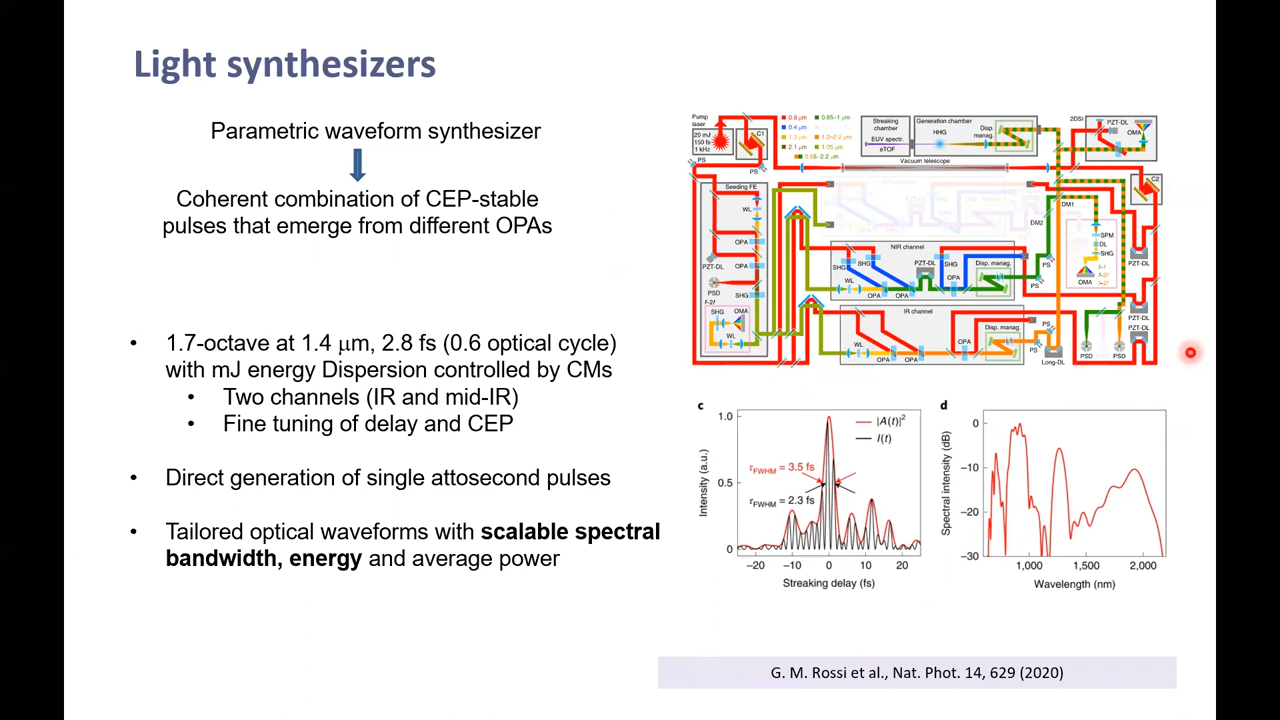 Light synthesizers
Parametric waveform synthesizer
Coherent combination of CEP-stable
pulses that emerge from different OPAs
• 1.7-octave at 1.4 μm, 2.8 fs (0.6 optical cycle)
with mJ energy Dispersion controlled by CMs
• Two channels (IR and mid-IR)
• Fine tuning of delay and CEP
• Direct generation of single attosecond pulses
• Tailored optical waveforms with scalable spectral
bandwidth, energy and average power
Pump
laser
20 mJ
150 fs
1 kHz
C1
PS
PS
0.8 μm
0.4 μm
1.3 μm
2.1 μm
0.65–1 μm
1.2–2.2 μm
1.05 μm
0.65–2.2 μm
Streaking
chamber
EUV spectr.
eTOF
Generation chamber
HHG
Disp.
manag.
Vacuum telescope
2DSI
PZT-DL
OMA
C2
Seeding FE
WL
OPA
OPA
PZT-DL
PSD
f-2f
SHG
SHG
OMA
WL
NIR channel
SHG
SHG
PZT-DL
SHG
OPA
Disp. manag.
WL
OPA
OPA
PS
PS
DM1
DM2
SPM
DL
SHG
OMA
f-f
f-2f
PZT-DL
IR channel
WL
OPA
OPA
OPA
Disp. manag.
PS
PS
Long-DL
PSD
PSD
PZT-DL
PZT-DL
c
Intensity (a.u.)
1.0
0.5
0
|A(t)|²
I(t)
τFWHM = 3.5 fs
τFWHM = 2.3 fs
–20
–10
0
10
20
Streaking delay (fs)
d
Spectral intensity (dB)
0
–10
–20
–30
1,000
1,500
2,000
Wavelength (nm)
G. M. Rossi et al., Nat. Phot. 14, 629 (2020)